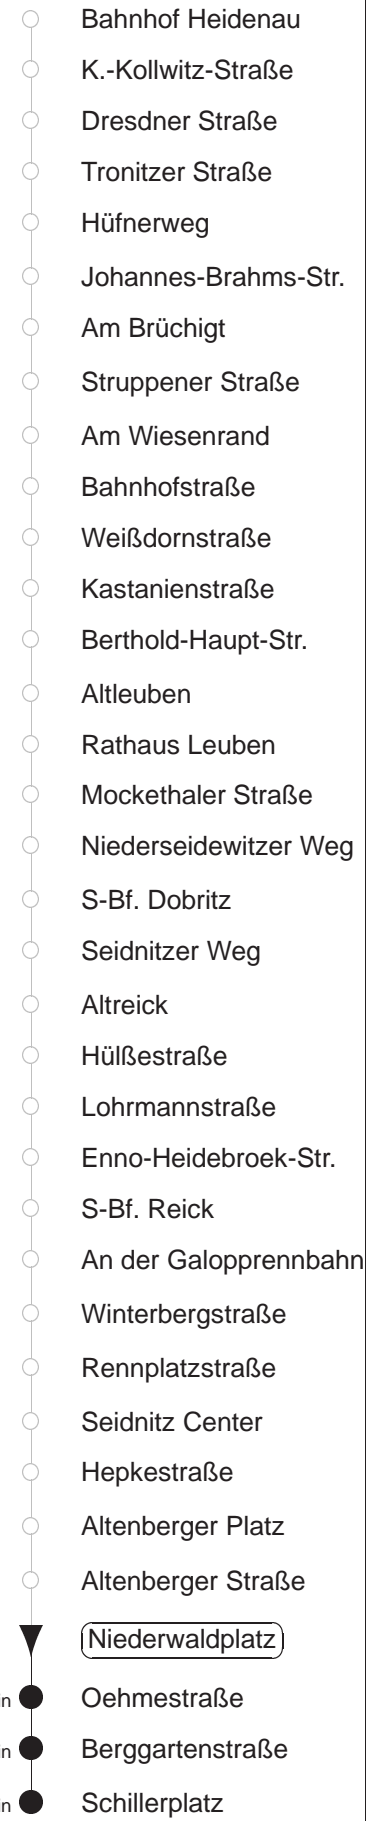 Bahnhof Heidenau
K.-Kollwitz-Straße
Dresdner Straße
Tronitzer Straße
Hüfnerweg
Johannes-Brahms-Str.
Am Brüchigt
Struppener Straße
Am Wiesenrand
Bahnhofstraße
Weißdornstraße
Kastanienstraße
Berthold-Haupt-Str.
Altleuben
Rathaus Leuben
Mockethaler Straße
Niederseidewitzer Weg
S-Bf. Dobritz
Seidnitzer Weg
Altreick
Hülßestraße
Lohrmannstraße
Enno-Heidebroek-Str.
S-Bf. Reick
An der Galopprennbahn
Winterbergstraße
Rennplatzstraße
Seidnitz Center
Hepkestraße
Altenberger Platz
Altenberger Straße
Niederwaldplatz
Oehmestraße
Berggartenstraße
Schillerplatz